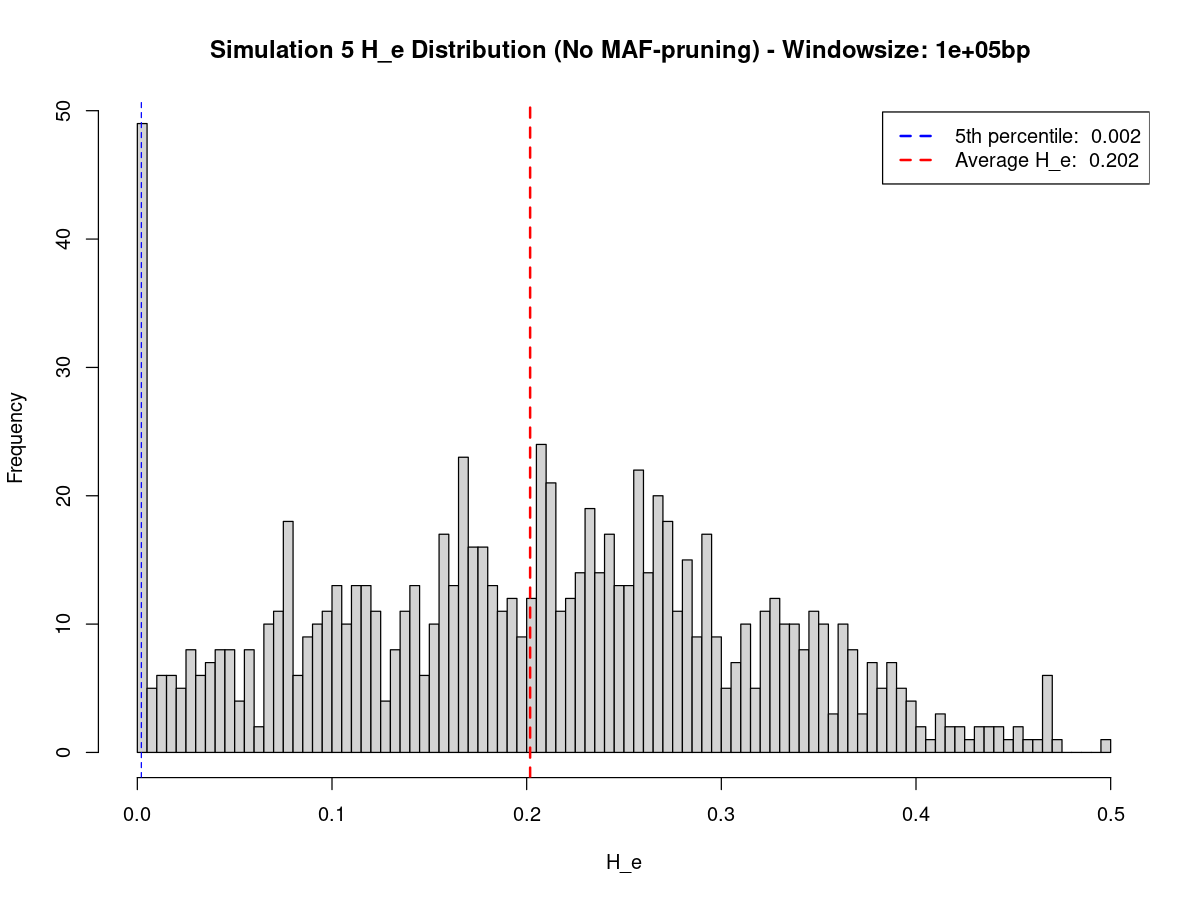 Simulation 5 H_e Distribution (No MAF-pruning) - Windowsize: 1e+05bp
5th percentile:  0.002
Average H_e:  0.202
Frequency
50
40
30
20
10
0
0.0 0.1 0.2 0.3 0.4 0.5
H_e